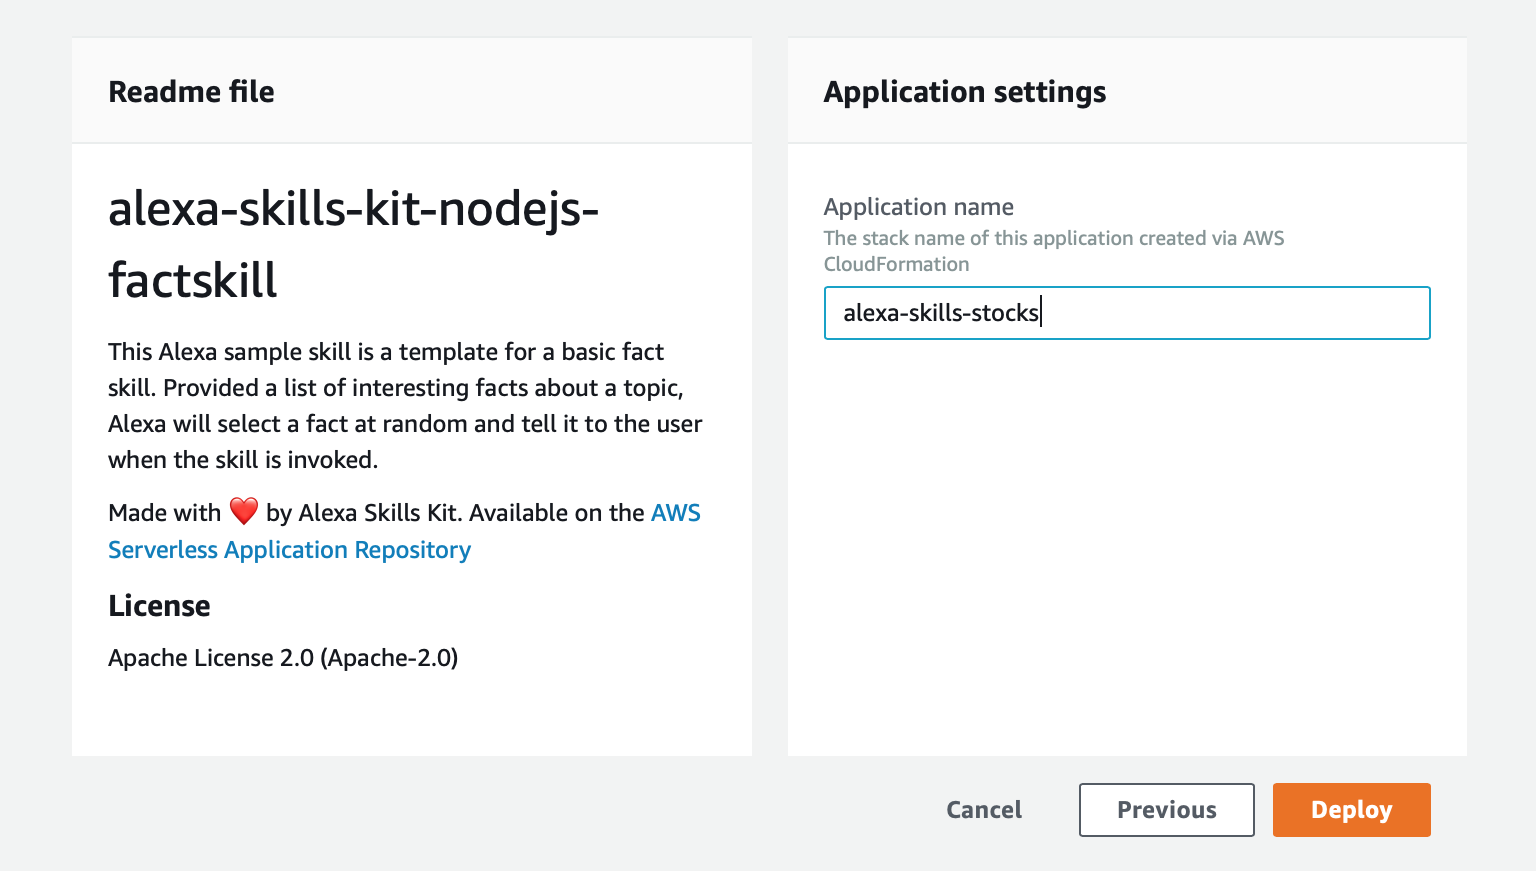 Readme file
alexa-skills-kit-nodejs-
factskill
This Alexa sample skill is a template for a basic fact
skill. Provided a list of interesting facts about a topic,
Alexa will select a fact at random and tell it to the user
when the skill is invoked.
Made with ❤️ by Alexa Skills Kit. Available on the AWS
Serverless Application Repository
License
Apache License 2.0 (Apache-2.0)
Application settings
Application name
The stack name of this application created via AWS
CloudFormation
alexa-skills-stocks
Cancel
Previous
Deploy